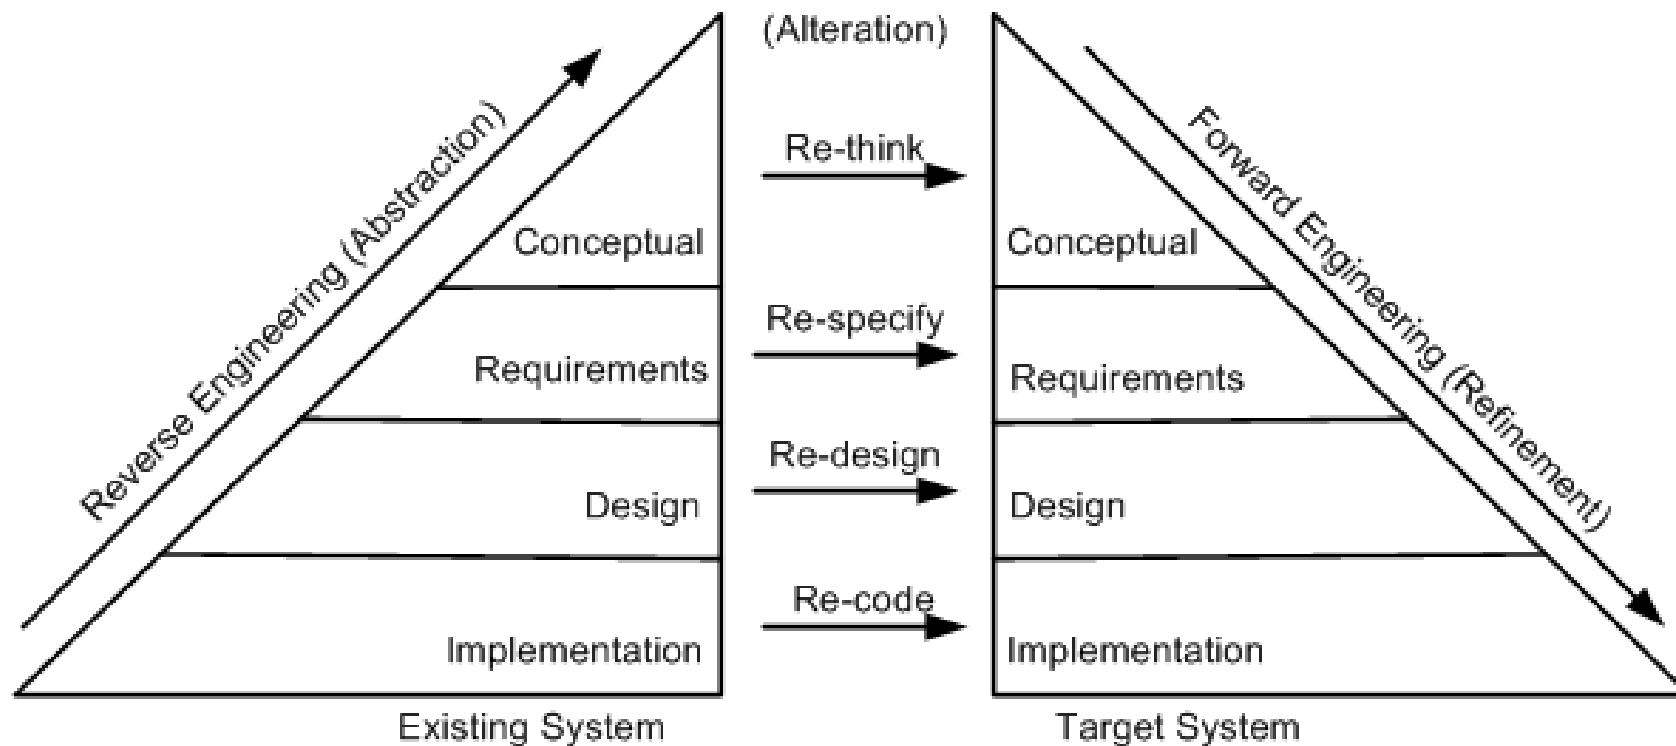 (Alteration)
Reverse Engineering (Abstraction)
Forward Engineering (Refinement)
Re-think
Conceptual
Conceptual
Re-specify
Requirements
Requirements
Re-design
Design
Design
Re-code
Implementation
Implementation
Existing System
Target System